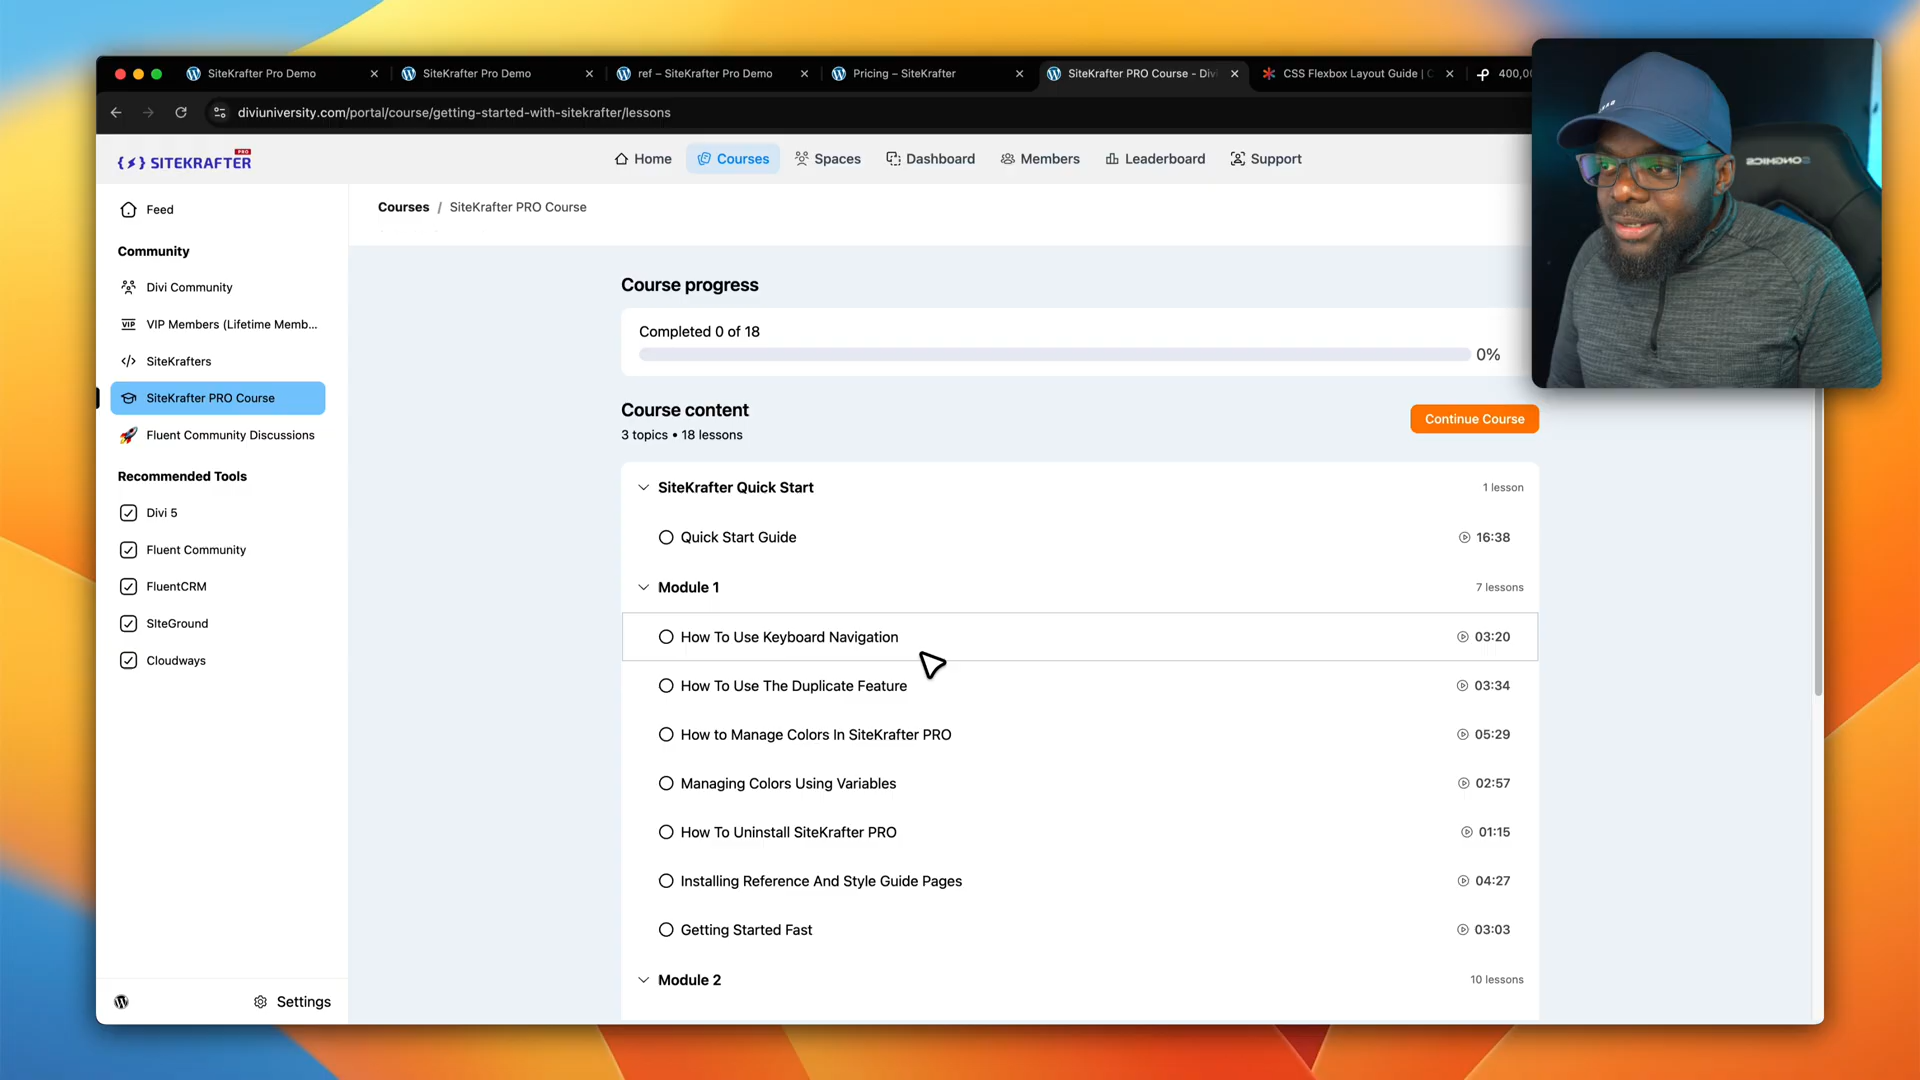 SiteKrafter Pro Demo
SiteKrafter Pro Demo
ref – SiteKrafter Pro Demo
Pricing – SiteKrafter
SiteKrafter PRO Course - Divi
CSS Flexbox Layout Guide | C
400,00
diviuniversity.com/portal/course/getting-started-with-sitekrafter/lessons
SITEKRAFTER
PRO
Home
Courses
Spaces
Dashboard
Members
Leaderboard
Support
Feed
Community
Divi Community
VIP VIP Members (Lifetime Memb...
SiteKrafters
SiteKrafter PRO Course
Fluent Community Discussions
Recommended Tools
Divi 5
Fluent Community
FluentCRM
SIteGround
Cloudways
Settings
Courses / SiteKrafter PRO Course
Course progress
Completed 0 of 18
0%
Course content
3 topics • 18 lessons
Continue Course
SiteKrafter Quick Start 1 lesson
Quick Start Guide 16:38
Module 1 7 lessons
How To Use Keyboard Navigation 03:20
How To Use The Duplicate Feature 03:34
How to Manage Colors In SiteKrafter PRO 05:29
Managing Colors Using Variables 02:57
How To Uninstall SiteKrafter PRO 01:15
Installing Reference And Style Guide Pages 04:27
Getting Started Fast 03:03
Module 2 10 lessons